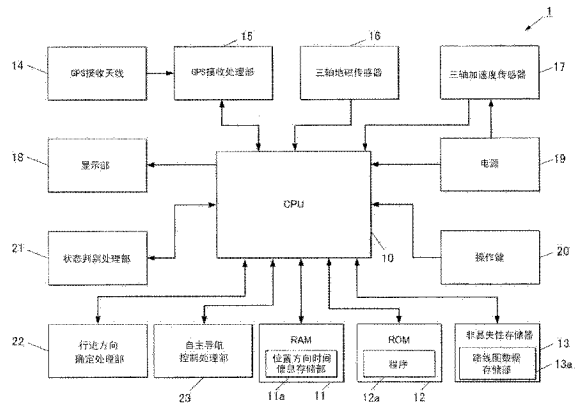 1
15
16
14
GPS接收天线
GPS接收处理部
三轴地磁传感器
三轴加速度传感器
17
18
显示部
CPU
电源
19
21
状态判别处理部
10
操作键
20
行进方向
确定处理部
自主导航
控制处理部
RAM
位置方向时间
信息存储部
ROM
程序
非易失性存储器
路线图数据
存储部
13
13a
22
23
11a
11
12a
12